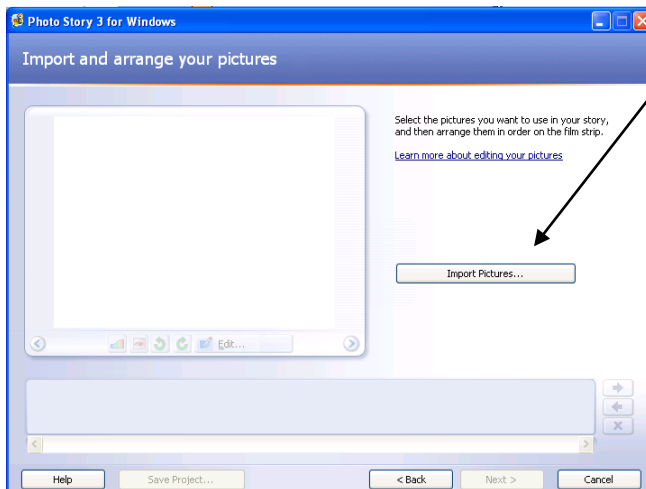 Photo Story 3 for Windows
Import and arrange your pictures
Select the pictures you want to use in your story,
and then arrange them in order on the film strip.
Learn more about editing your pictures
Import Pictures...
Edit...
Help
Save Project...
< Back
Next >
Cancel